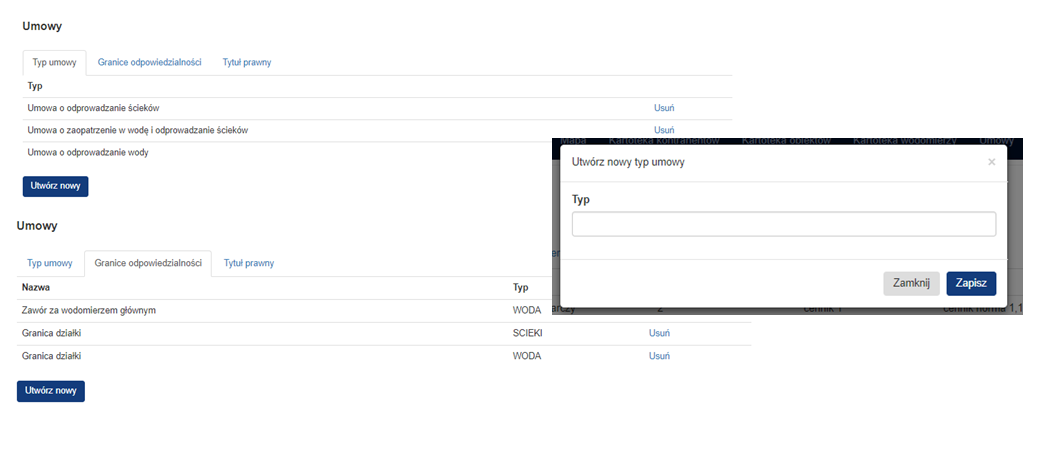 Umowy
Typ umowy Granice odpowiedzialności Tytuł prawny
Typ
Umowa o odprowadzanie ścieków Usuń
Umowa o zaopatrzenie w wodę i odprowadzanie ścieków Usuń
Umowa o odprowadzanie wody
Utwórz nowy
Umowy
Typ umowy Granice odpowiedzialności Tytuł prawny
Nazwa Typ
Zawór za wodomierzem głównym WODA
Granica działki SCIEKI Usuń
Granica działki WODA Usuń
Utwórz nowy
Mapa Kartoteka kontrahentów Kartoteka obiektów Kartoteka wodomierzy Umowy
Utwórz nowy typ umowy ×
Typ
Zamknij Zapisz
arczy 2 cennik 1 cennik norma 1,1